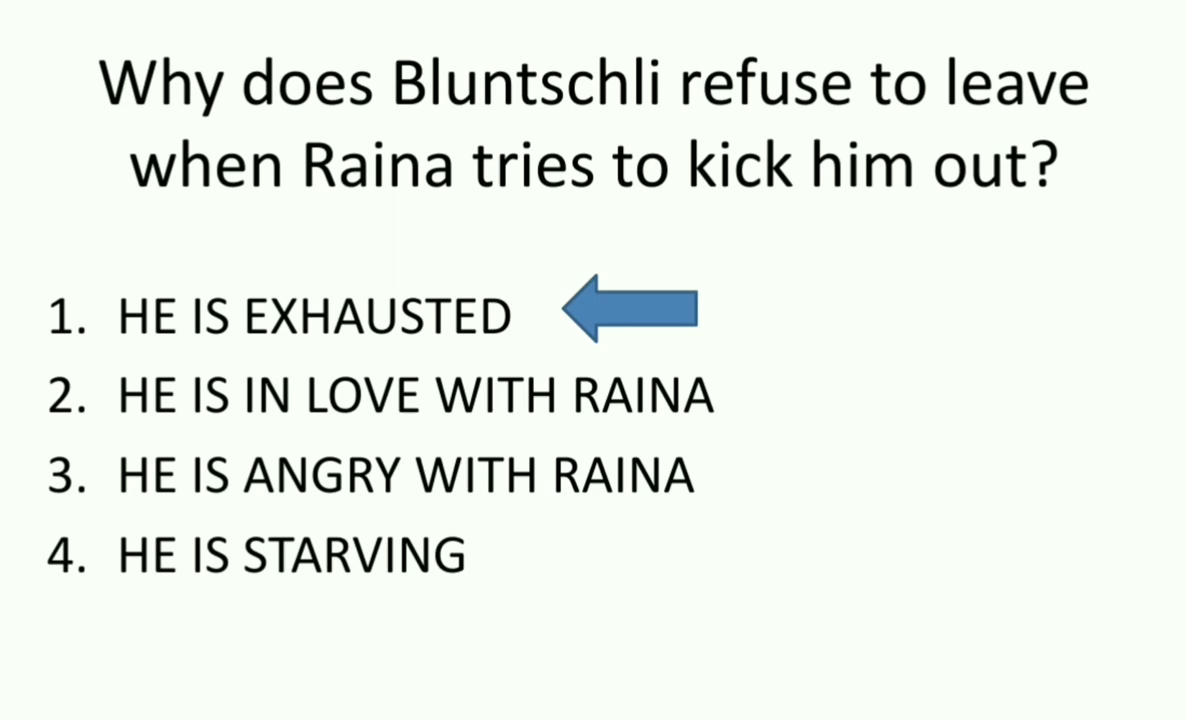 Why does Bluntschli refuse to leave
when Raina tries to kick him out?
1. HE IS EXHAUSTED
2. HE IS IN LOVE WITH RAINA
3. HE IS ANGRY WITH RAINA
4. HE IS STARVING